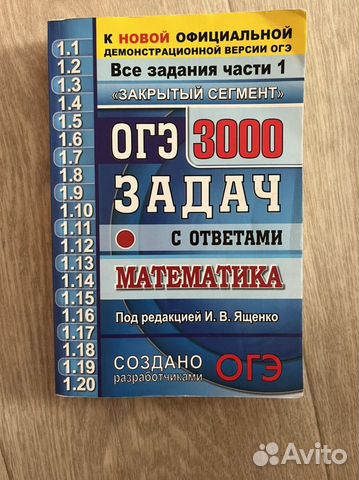 К НОВОЙ ОФИЦИАЛЬНОЙ
ДЕМОНСТРАЦИОННОЙ ВЕРСИИ ОГЭ
Все задания части 1
«ЗАКРЫТЫЙ СЕГМЕНТ»
ОГЭ 3000
ЗАДАЧ
С ОТВЕТАМИ
МАТЕМАТИКА
Под редакцией И. В. Ященко
СОЗДАНО
разработчиками ОГЭ
1.1
1.2
1.3
1.4
1.5
1.6
1.7
1.8
1.9
1.10
1.11
1.12
1.13
1.14
1.15
1.16
1.17
1.18
1.19
1.20
Avito